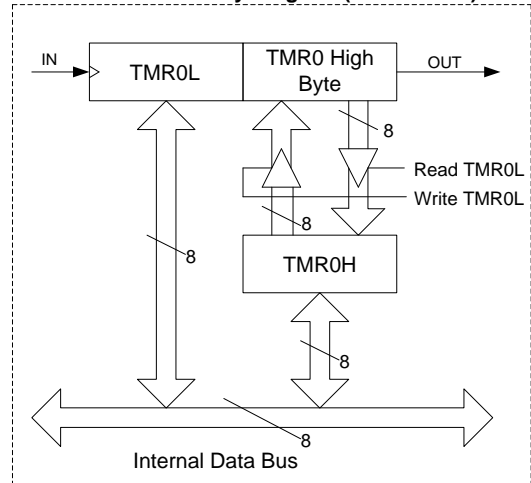 IN
TMR0L
TMR0 High
Byte
OUT
8
Read TMR0L
Write TMR0L
8
8
TMR0H
8
8
Internal Data Bus